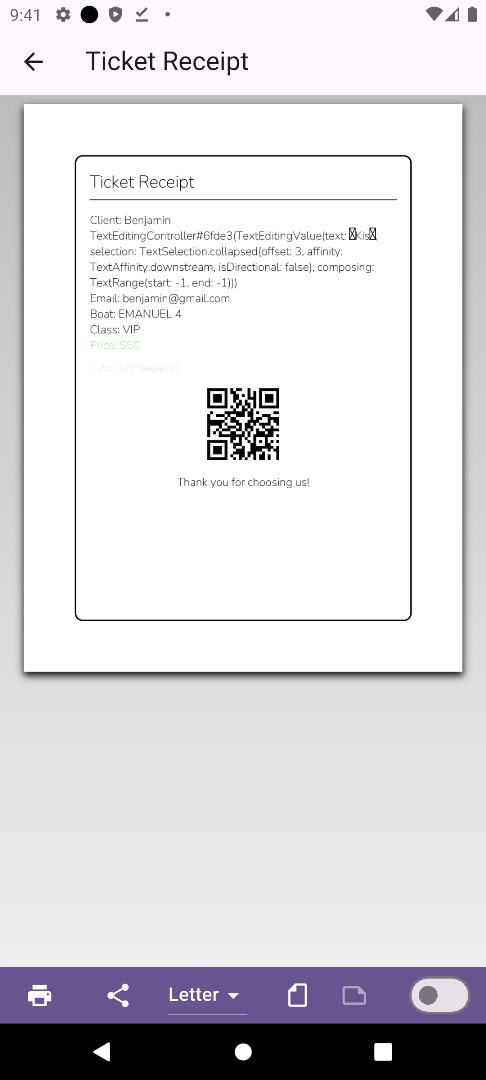 9:41
Ticket Receipt
Ticket Receipt
Client: Benjamin
TextEditingController#6fde3(TextEditingValue(text: ☒Kis☒,
selection: TextSelection.collapsed(offset: 3, affinity:
TextAffinity.downstream, isDirectional: false), composing:
TextRange(start: -1, end: -1)))
Email: benjamin@gmail.com
Boat: EMANUEL 4
Class: VIP
Price: $50
Note: With
Thank you for choosing us!
Letter